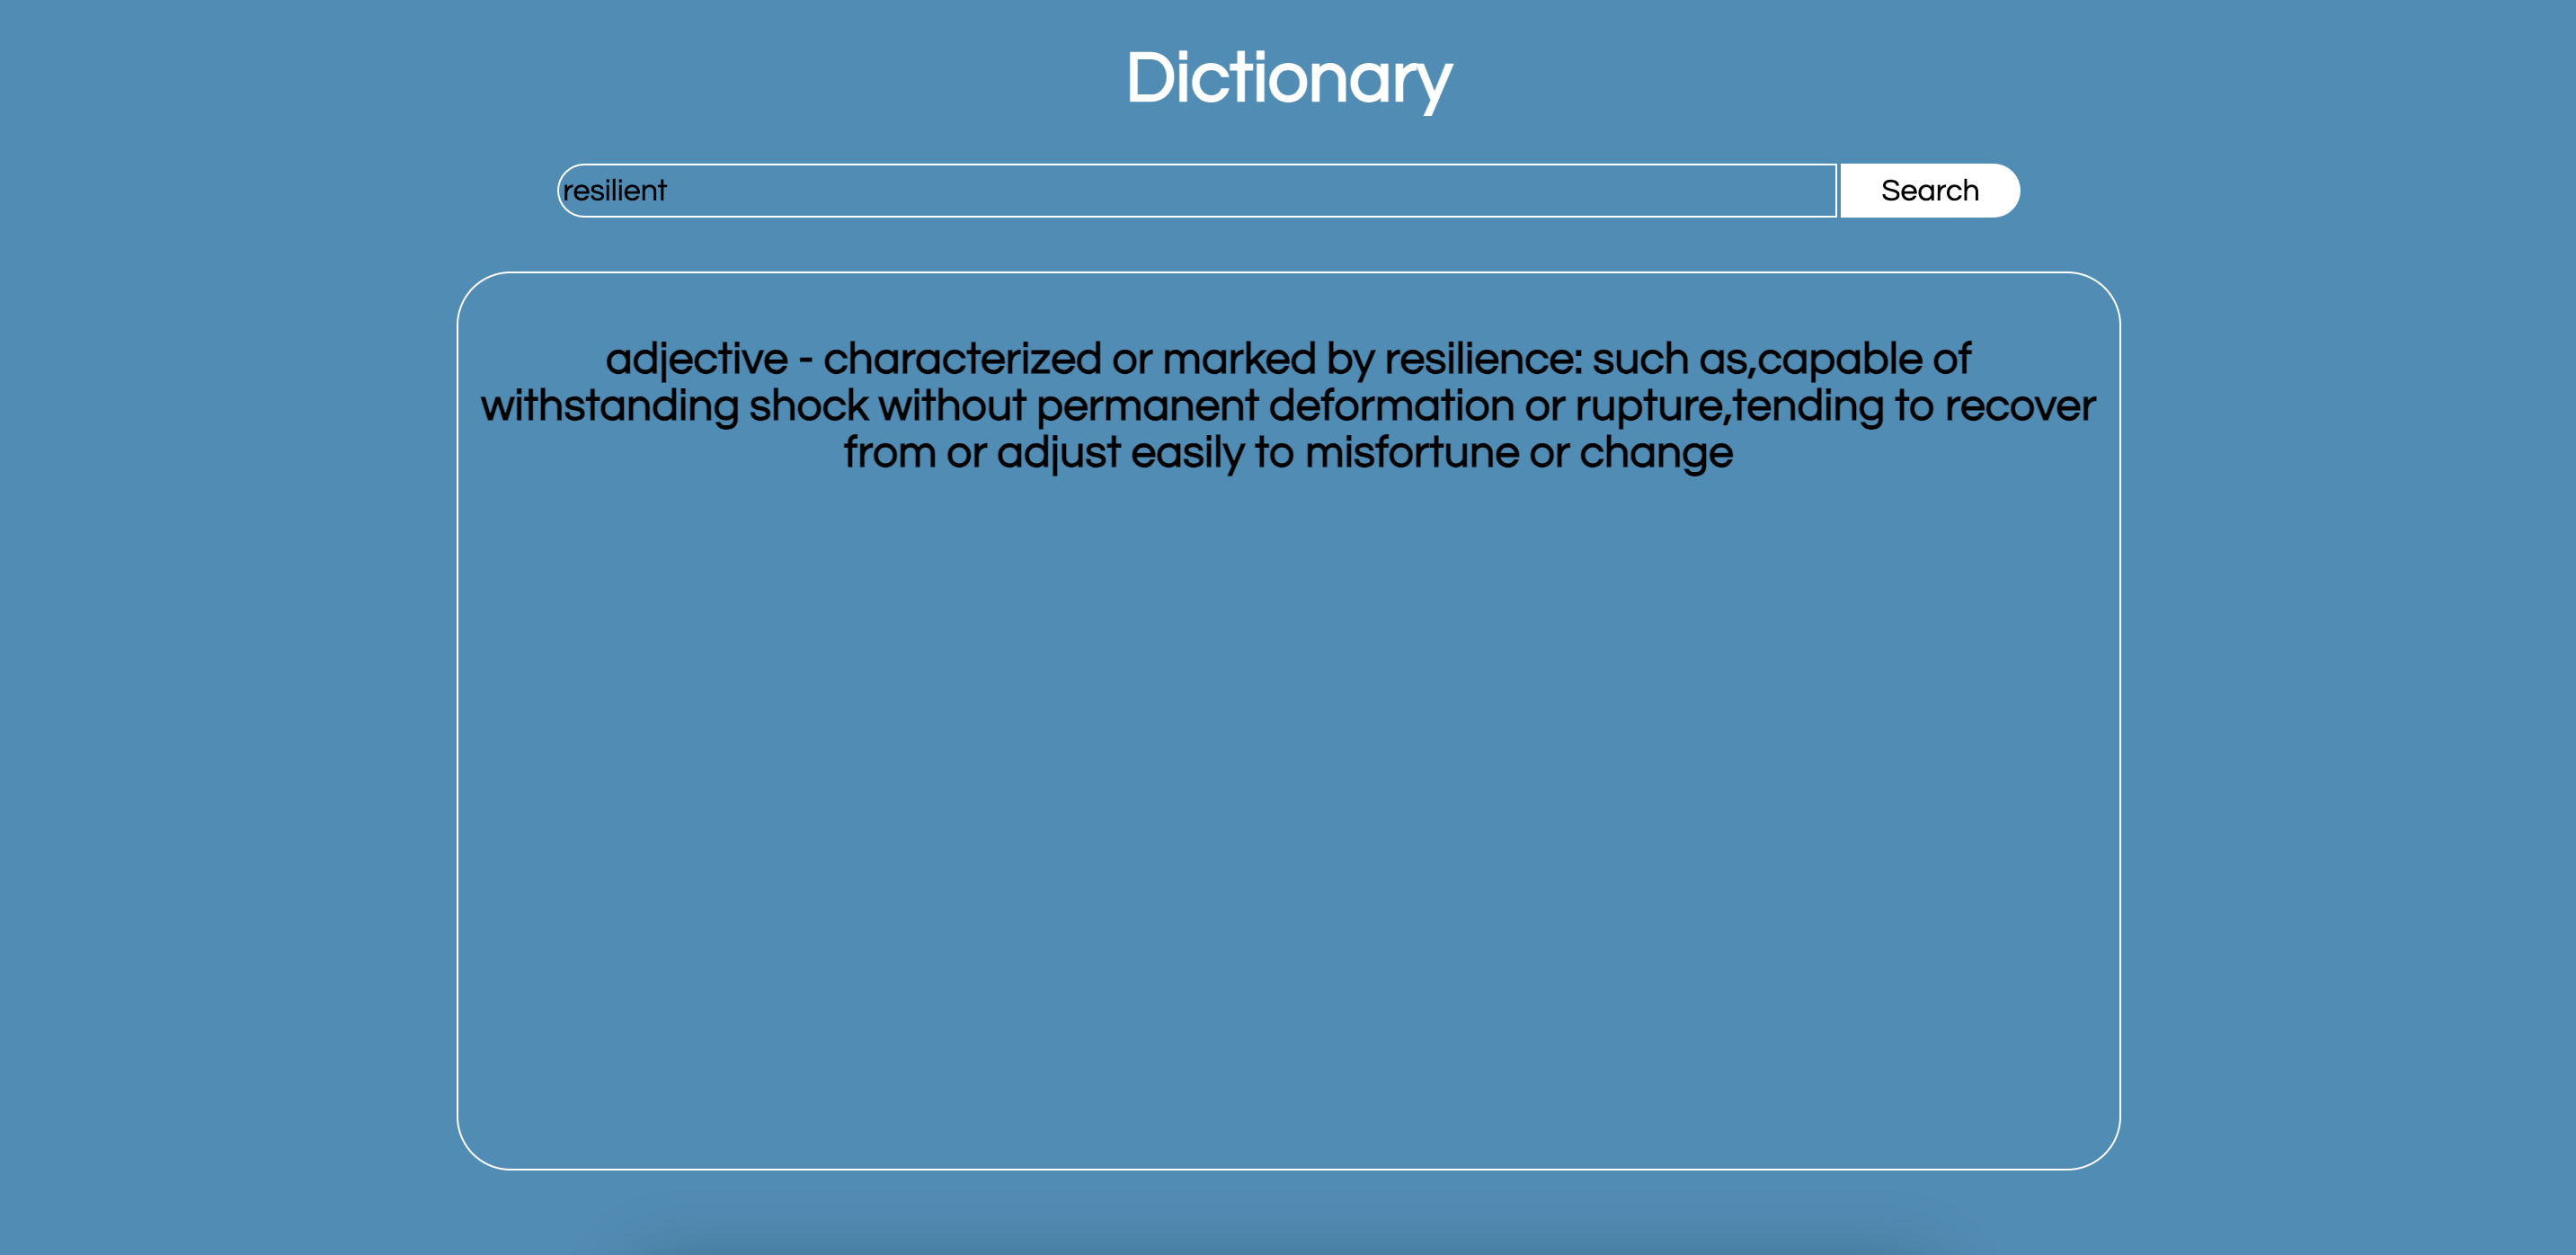 Dictionary
resilient
Search
adjective - characterized or marked by resilience: such as,capable of
withstanding shock without permanent deformation or rupture,tending to recover
from or adjust easily to misfortune or change